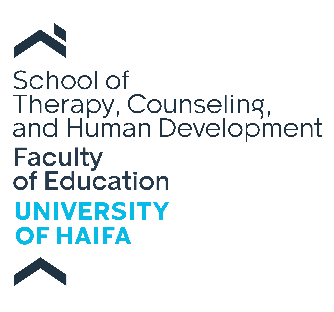 School of
Therapy, Counseling,
and Human Development
Faculty
of Education
UNIVERSITY
OF HAIFA